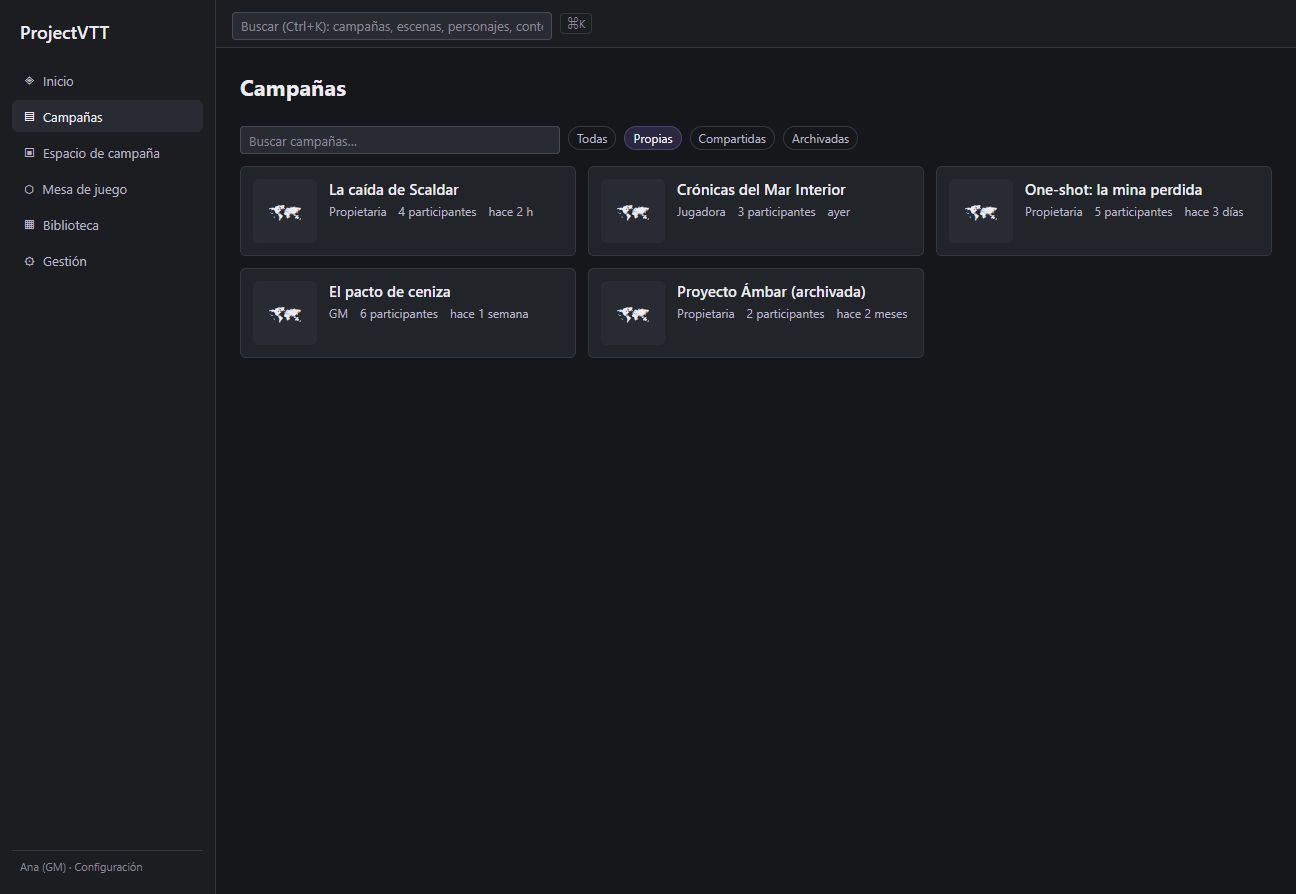 ProjectVTT
Inicio
Campañas
Espacio de campaña
Mesa de juego
Biblioteca
Gestión
Ana (GM) · Configuración
Buscar (Ctrl+K): campañas, escenas, personajes, cont
⌘K
Campañas
Buscar campañas...
Todas
Propias
Compartidas
Archivadas
La caída de Scaldar
Propietaria 4 participantes hace 2 h
Crónicas del Mar Interior
Jugadora 3 participantes ayer
One-shot: la mina perdida
Propietaria 5 participantes hace 3 días
El pacto de ceniza
GM 6 participantes hace 1 semana
Proyecto Ámbar (archivada)
Propietaria 2 participantes hace 2 meses